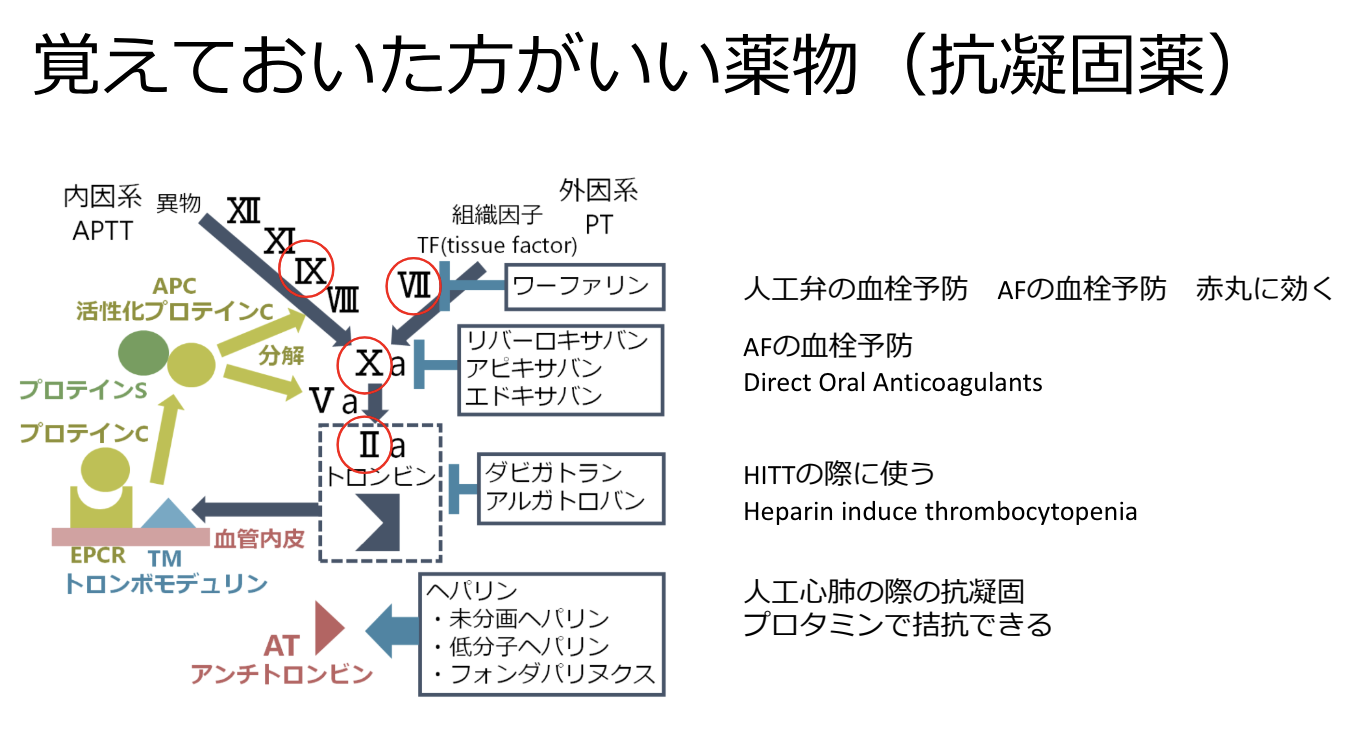 覚えておいた方がいい薬物（抗凝固薬）
内因系
APTT
異物
Ⅻ
Ⅺ
Ⅸ
Ⅷ
組織因子
TF(tissue factor)
外因系
PT
Ⅶ
ワーファリン
人工弁の血栓予防　AFの血栓予防　赤丸に効く
APC
活性化プロテインC
分解
プロテインS
プロテインC
Ⅹa
リバーロキサバン
アピキサバン
エドキサバン
AFの血栓予防
Direct Oral Anticoagulants
Ⅴa
Ⅱa
トロンビン
ダビガトラン
アルガトロバン
HITTの際に使う
Heparin induce thrombocytopenia
血管内皮
EPCR
TM
トロンボモデュリン
AT
アンチトロンビン
ヘパリン
・未分画ヘパリン
・低分子ヘパリン
・フォンダパリヌクス
人工心肺の際の抗凝固
プロタミンで拮抗できる